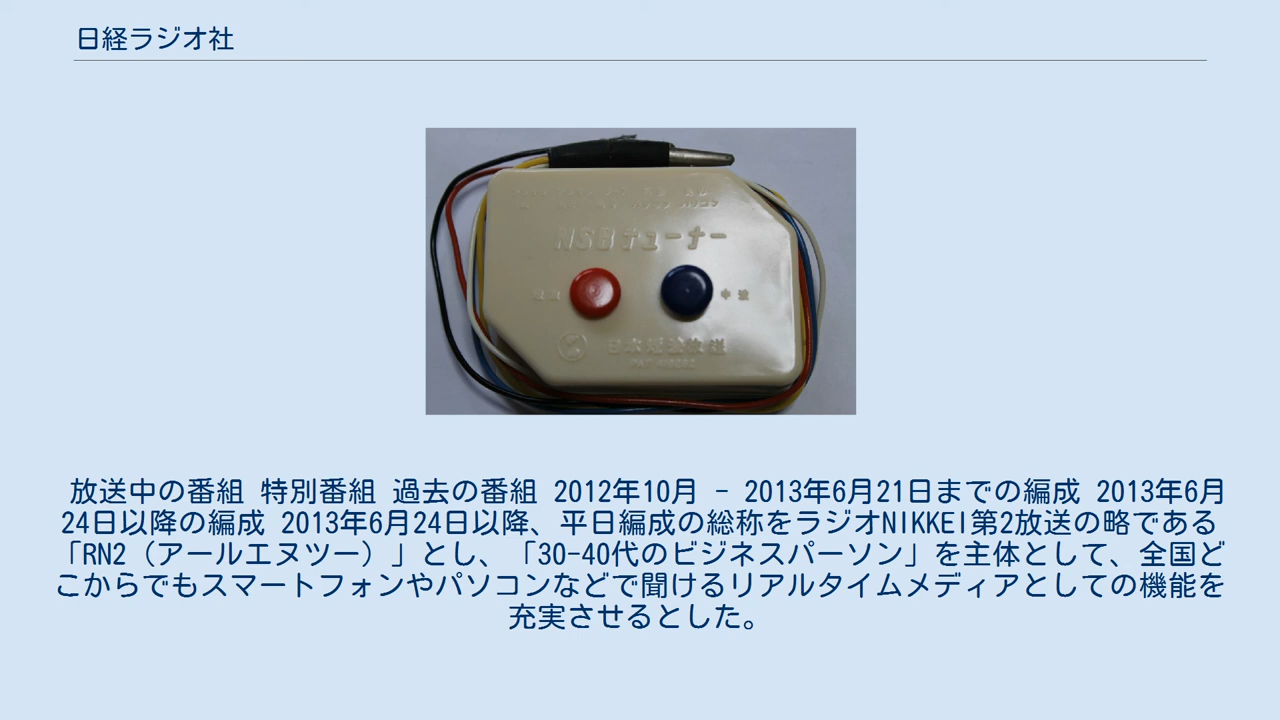 日経ラジオ社
NSBチューナー
中波
日本短波放送
放送中の番組 特別番組 過去の番組 2012年10月 - 2013年6月21日までの編成 2013年6月
24日以降の編成 2013年6月24日以降、平日編成の総称をラジオNIKKEI第2放送の略である
「RN2（アールエヌツー）」とし、「30-40代のビジネスパーソン」を主体として、全国ど
こからでもスマートフォンやパソコンなどで聞けるリアルタイムメディアとしての機能を
充実させるとした。